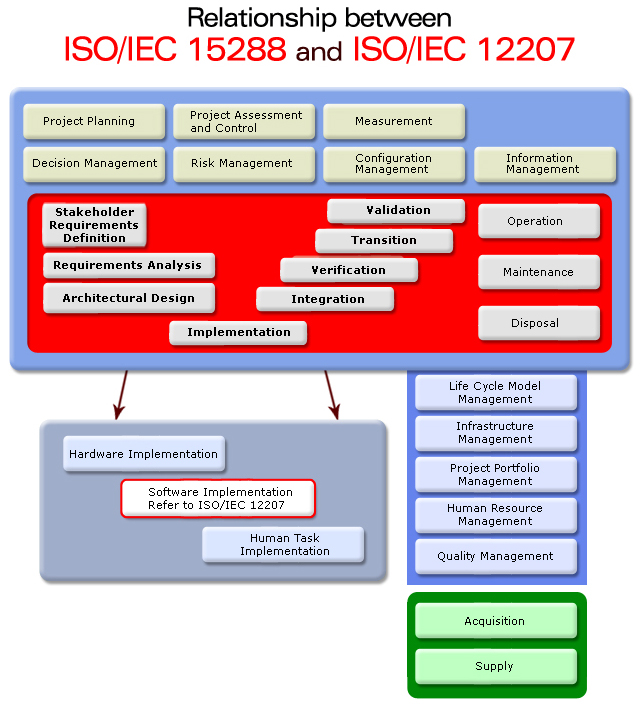 Relationship between
ISO/IEC 15288 and ISO/IEC 12207
Project Planning
Project Assessment
and Control
Measurement
Decision Management
Risk Management
Configuration
Management
Information
Management
Stakeholder
Requirements
Definition
Requirements Analysis
Architectural Design
Implementation
Integration
Verification
Transition
Validation
Operation
Maintenance
Disposal
Hardware Implementation
Software Implementation
Refer to ISO/IEC 12207
Human Task
Implementation
Life Cycle Model
Management
Infrastructure
Management
Project Portfolio
Management
Human Resource
Management
Quality Management
Acquisition
Supply